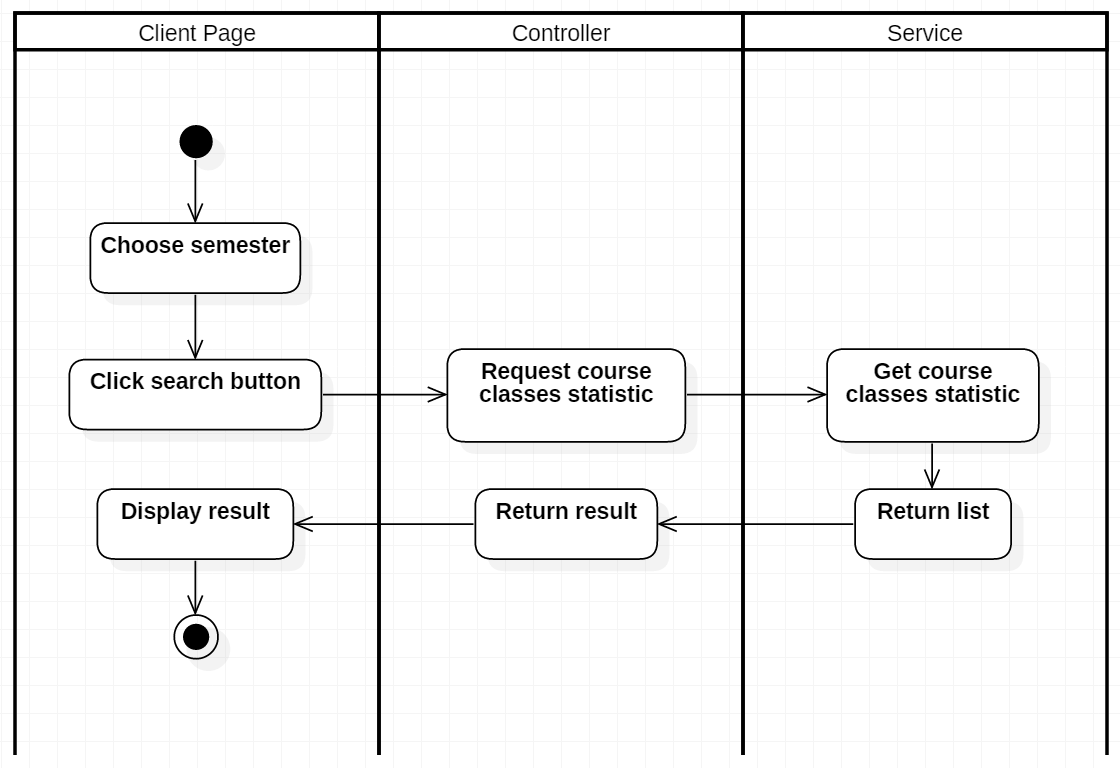 Client Page
Controller
Service
Choose semester
Click search button
Request course
classes statistic
Get course
classes statistic
Display result
Return result
Return list